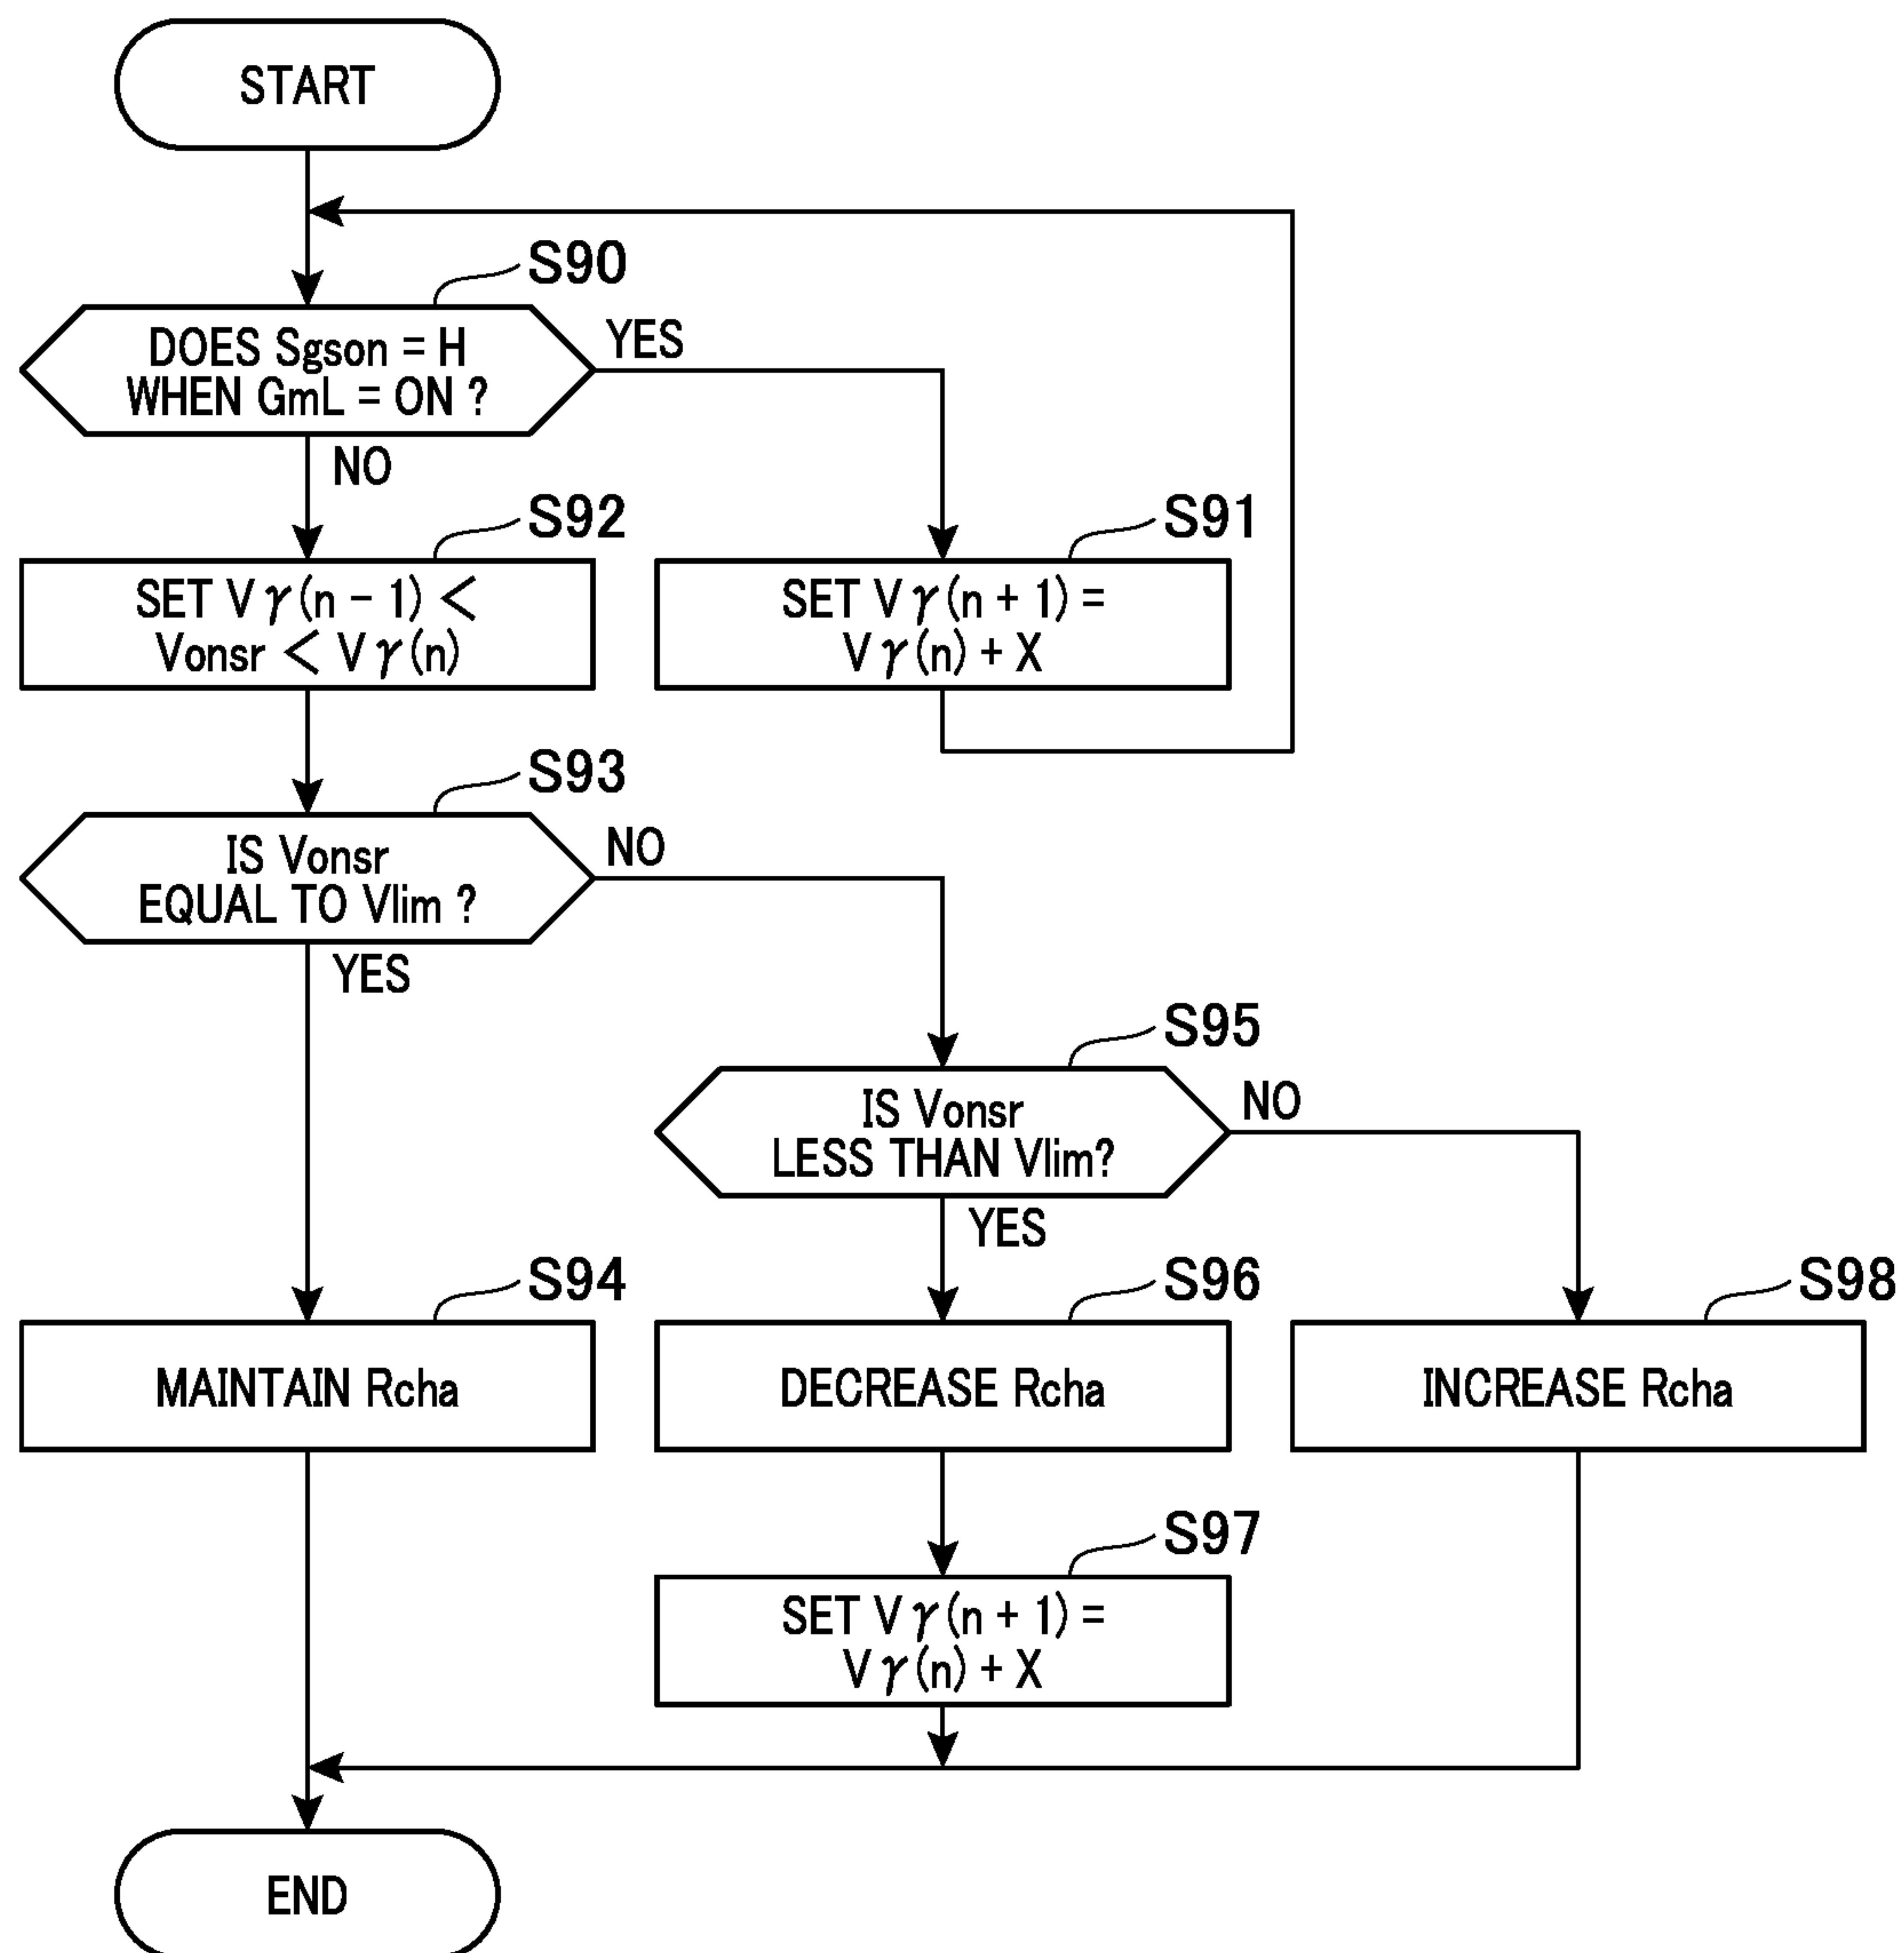 START
S90
DOES Sgson = H
WHEN GmL = ON ?
YES
NO
S92
SET Vγ(n - 1) <
Vonsr < Vγ(n)
S91
SET Vγ(n + 1) =
Vγ(n) + X
S93
IS Vonsr
EQUAL TO Vlim ?
NO
YES
S95
IS Vonsr
LESS THAN Vlim?
NO
YES
S94
MAINTAIN Rcha
S96
DECREASE Rcha
S98
INCREASE Rcha
S97
SET Vγ(n + 1) =
Vγ(n) + X
END